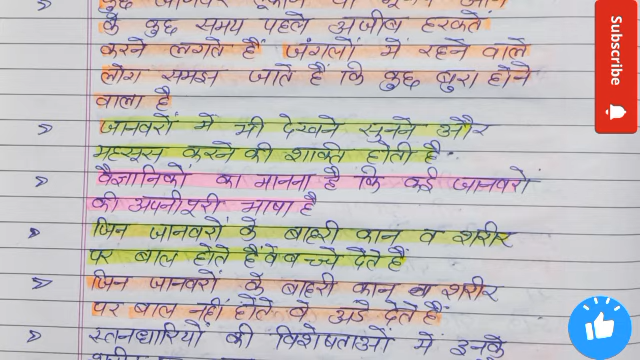 कुछ जानवर तूफान या भूकंप आने
के कुछ समय पहले अजीब हरकतें
करने लगते हैं जंगलों में रहने वाले
लोग समझ जाते हैं कि कुछ बुरा होने
वाला है
जानवरों में भी देखने सुनने और
महसूस करने की शक्ति होती है
वैज्ञानिकों का मानना है कि कई जानवरों
की अपनी पूरी भाषा है
जिन जानवरों के बाहरी कान व शरीर
पर बाल होते हैं वे बच्चे देते हैं
जिन जानवरों के बाहरी कान व शरीर
पर बाल नहीं होते वे अंडे देते हैं
स्तनधारियों की विशेषताओं में इनके
Subscribe